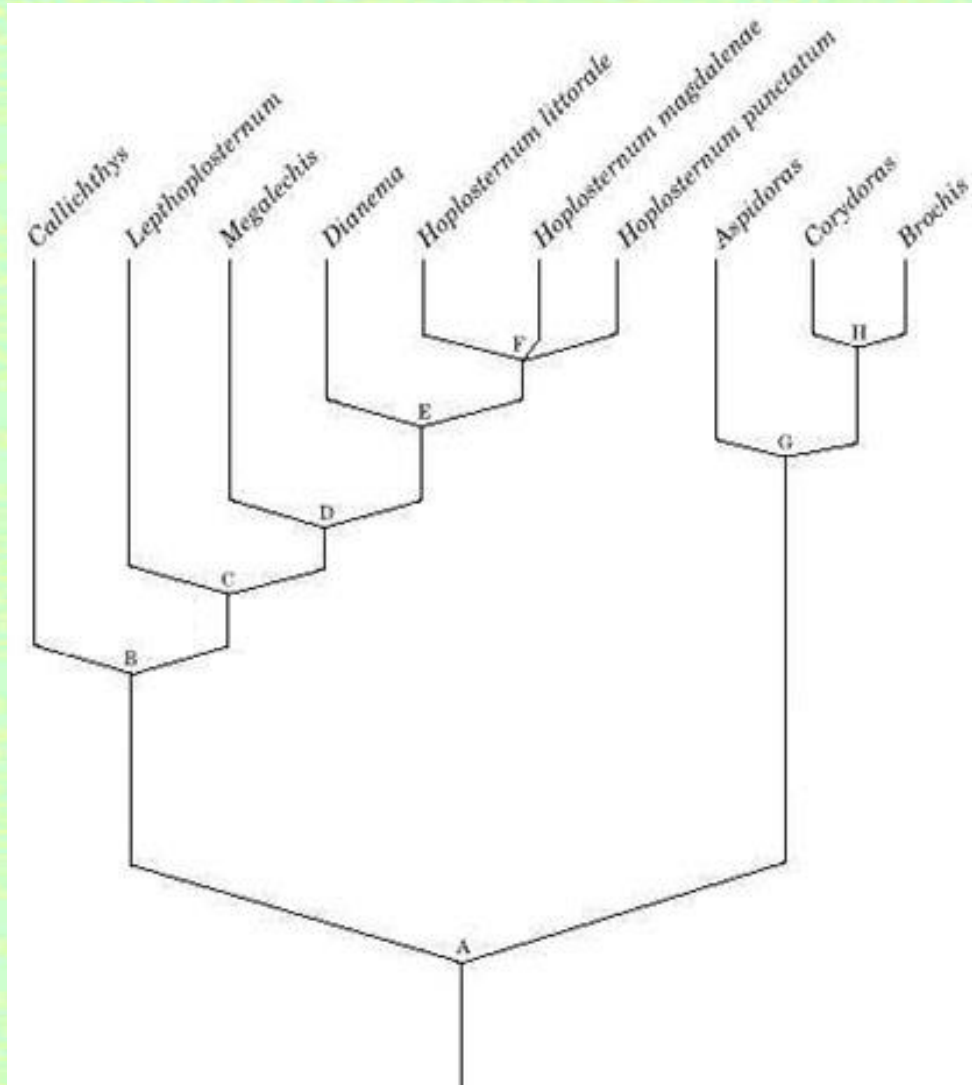 Callichthys
Lepthoplosternum
Megalechis
Dianema
Hoplosternum littorale
Hoplosternum magdalenae
Hoplosternum punctatum
Aspidoras
Corydoras
Brochis
F
H
E
G
D
C
B
A